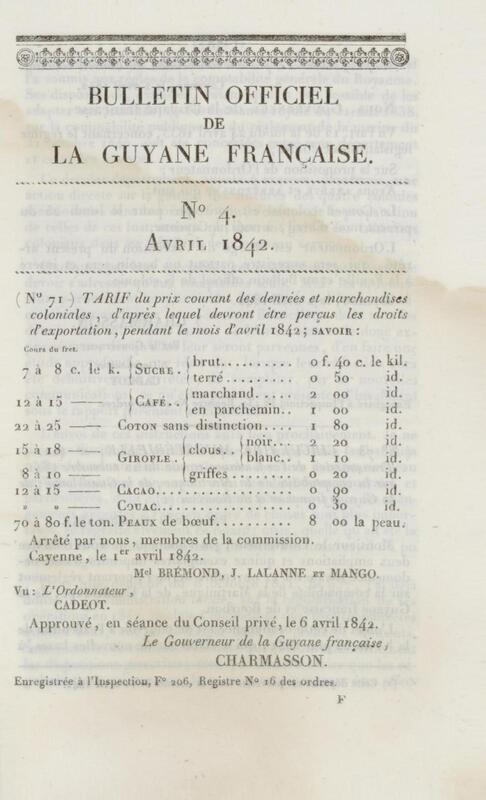 BULLETIN OFFICIEL
DE
LA GUYANE FRANÇAISE.
N° 4.
AVRIL 1842.
( N° 71 ) TARIF du prix courant des denrées et marchandises
coloniales, d'après lequel devront être perçus les droits
d'exportation, pendant le mois d'avril 1842; SAVOIR :
Cours du fret.
7 à 8 c. le k. SUCRE. brut.......... 0 f. 40 c. le kil.
terré......... 0 50 id.
12 à 15 — CAFÉ.. marchand...... 2 00 id.
en parchemin.. 1 00 id.
22 à 25 — COTON sans distinction.... 1 80 id.
15 à 18 — GIROFLE. clous.. noir... 2 20 id.
blanc.. 1 10 id.
8 à 10 — griffes....... 0 20 id.
12 à 15 — CACAO.................. 0 90 id.
» » — COUAC.................. 0 30 id.
70 à 80 f. le ton. PEAUX de bœuf......... 8 00 la peau.
Arrêté par nous, membres de la commission.
Cayenne, le 1er avril 1842.
Mel BRÉMOND, J. LALANNE ET MANGO.
Vu : L'Ordonnateur,
CADEOT.
Approuvé, en séance du Conseil privé, le 6 avril 1842.
Le Gouverneur de la Guyane française,
CHARMASSON.
Enregistrée à l'Inspection, F° 206, Registre N° 16 des ordres.
F